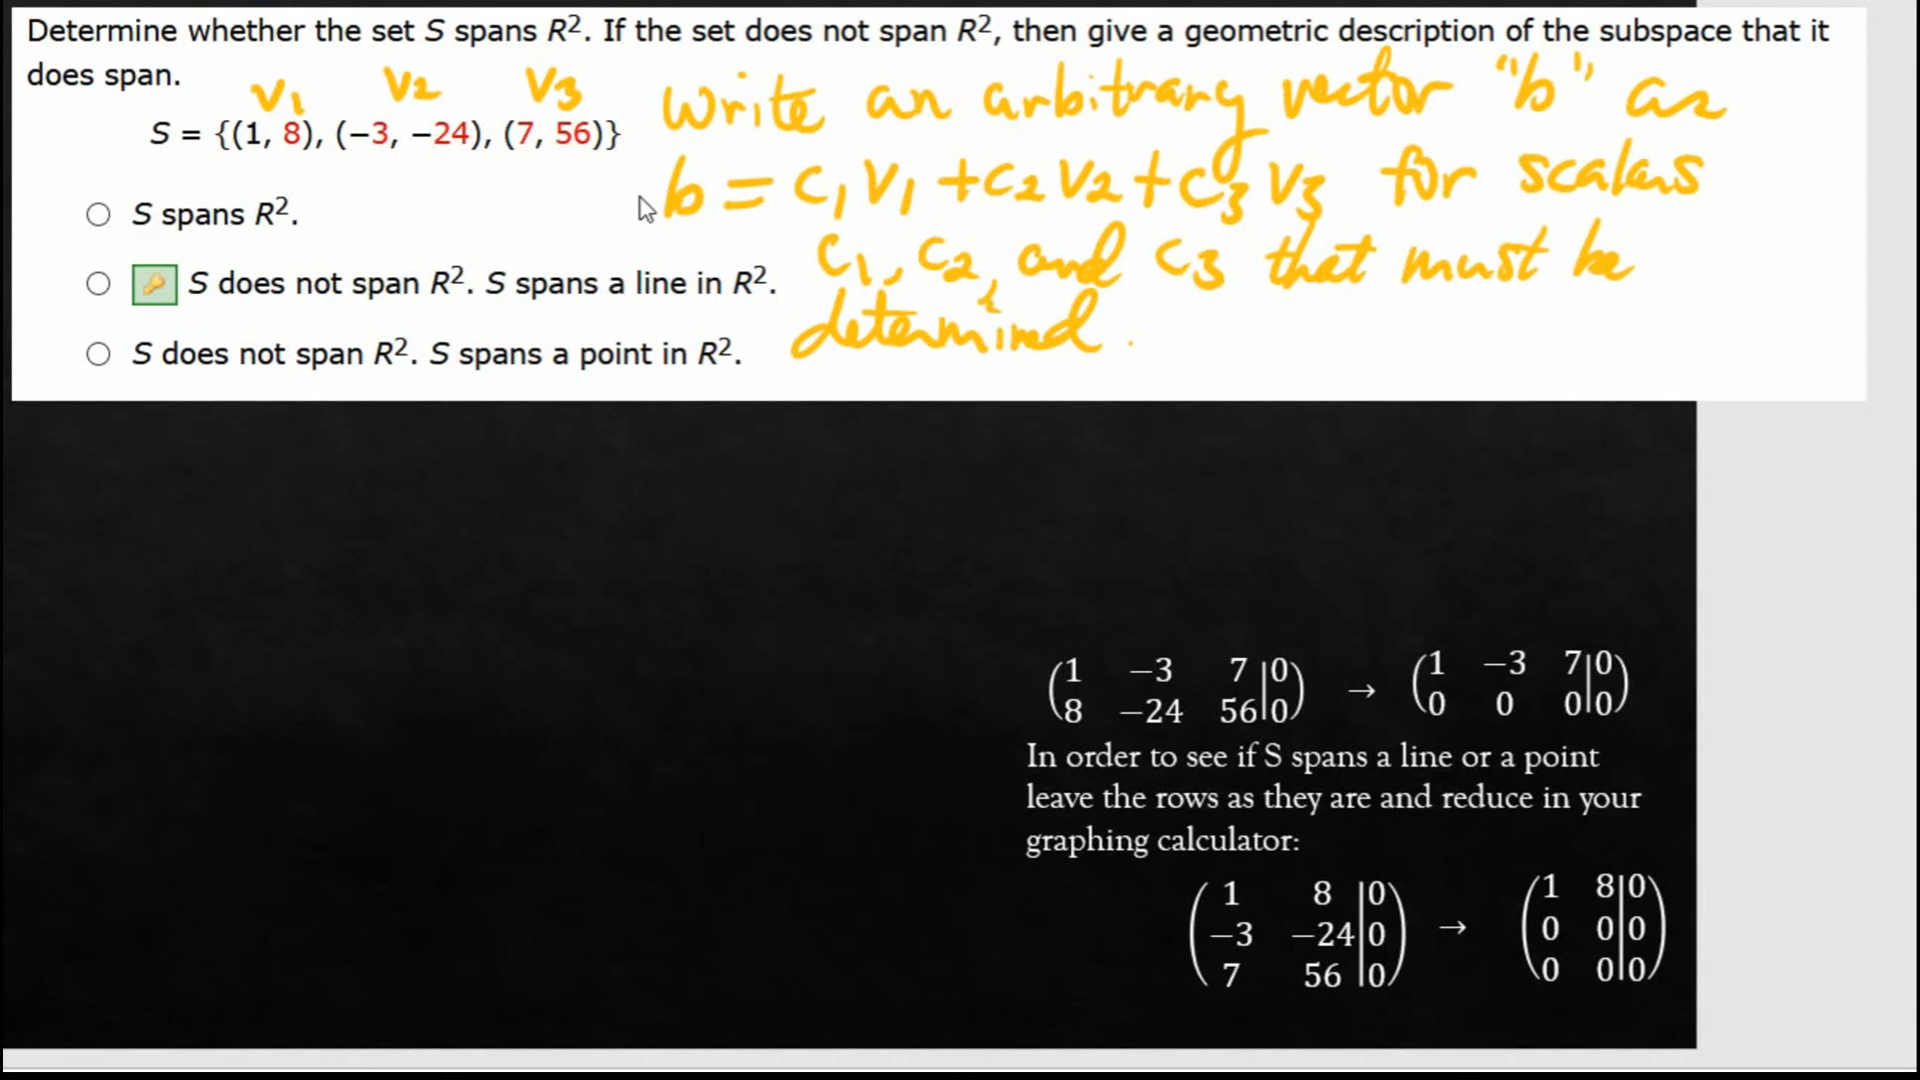 Determine whether the set S spans R². If the set does not span R², then give a geometric description of the subspace that it
does span.
V1 V2 V3
S = {(1, 8), (−3, −24), (7, 56)}
S spans R².
S does not span R². S spans a line in R².
S does not span R². S spans a point in R².
Write an arbitrary vector "b" as
b = c₁ v₁ + c₂ v₂ + c₃ v₃ for scalars
c₁, c₂, and c₃ that must be
determined.
(1 −3 7|0) → (1 −3 7|0)
(8 −24 56|0) (0 0 0|0)
In order to see if S spans a line or a point
leave the rows as they are and reduce in your
graphing calculator:
(1 8 |0) (1 8|0)
(−3 −24|0) → (0 0|0)
(7 56 |0) (0 0|0)